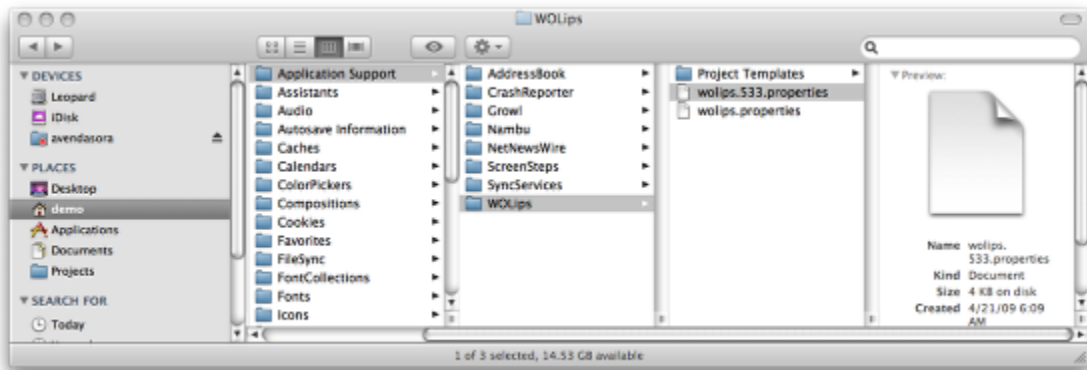 WOLips
DEVICES
Leopard
iDisk
avendasora
PLACES
Desktop
demo
Applications
Documents
Projects
SEARCH FOR
Today
Application Support
Assistants
Audio
Autosave Information
Caches
Calendars
ColorPickers
Compositions
Cookies
Favorites
FileSync
FontCollections
Fonts
Icons
AddressBook
CrashReporter
Growl
Nambu
NetNewsWire
ScreenSteps
SyncServices
WOLips
Project Templates
wolips.533.properties
wolips.properties
Preview:
Name wolips.
533.properties
Kind Document
Size 4 KB on disk
Created 4/21/09 6:09
AM
1 of 3 selected, 14.53 GB available